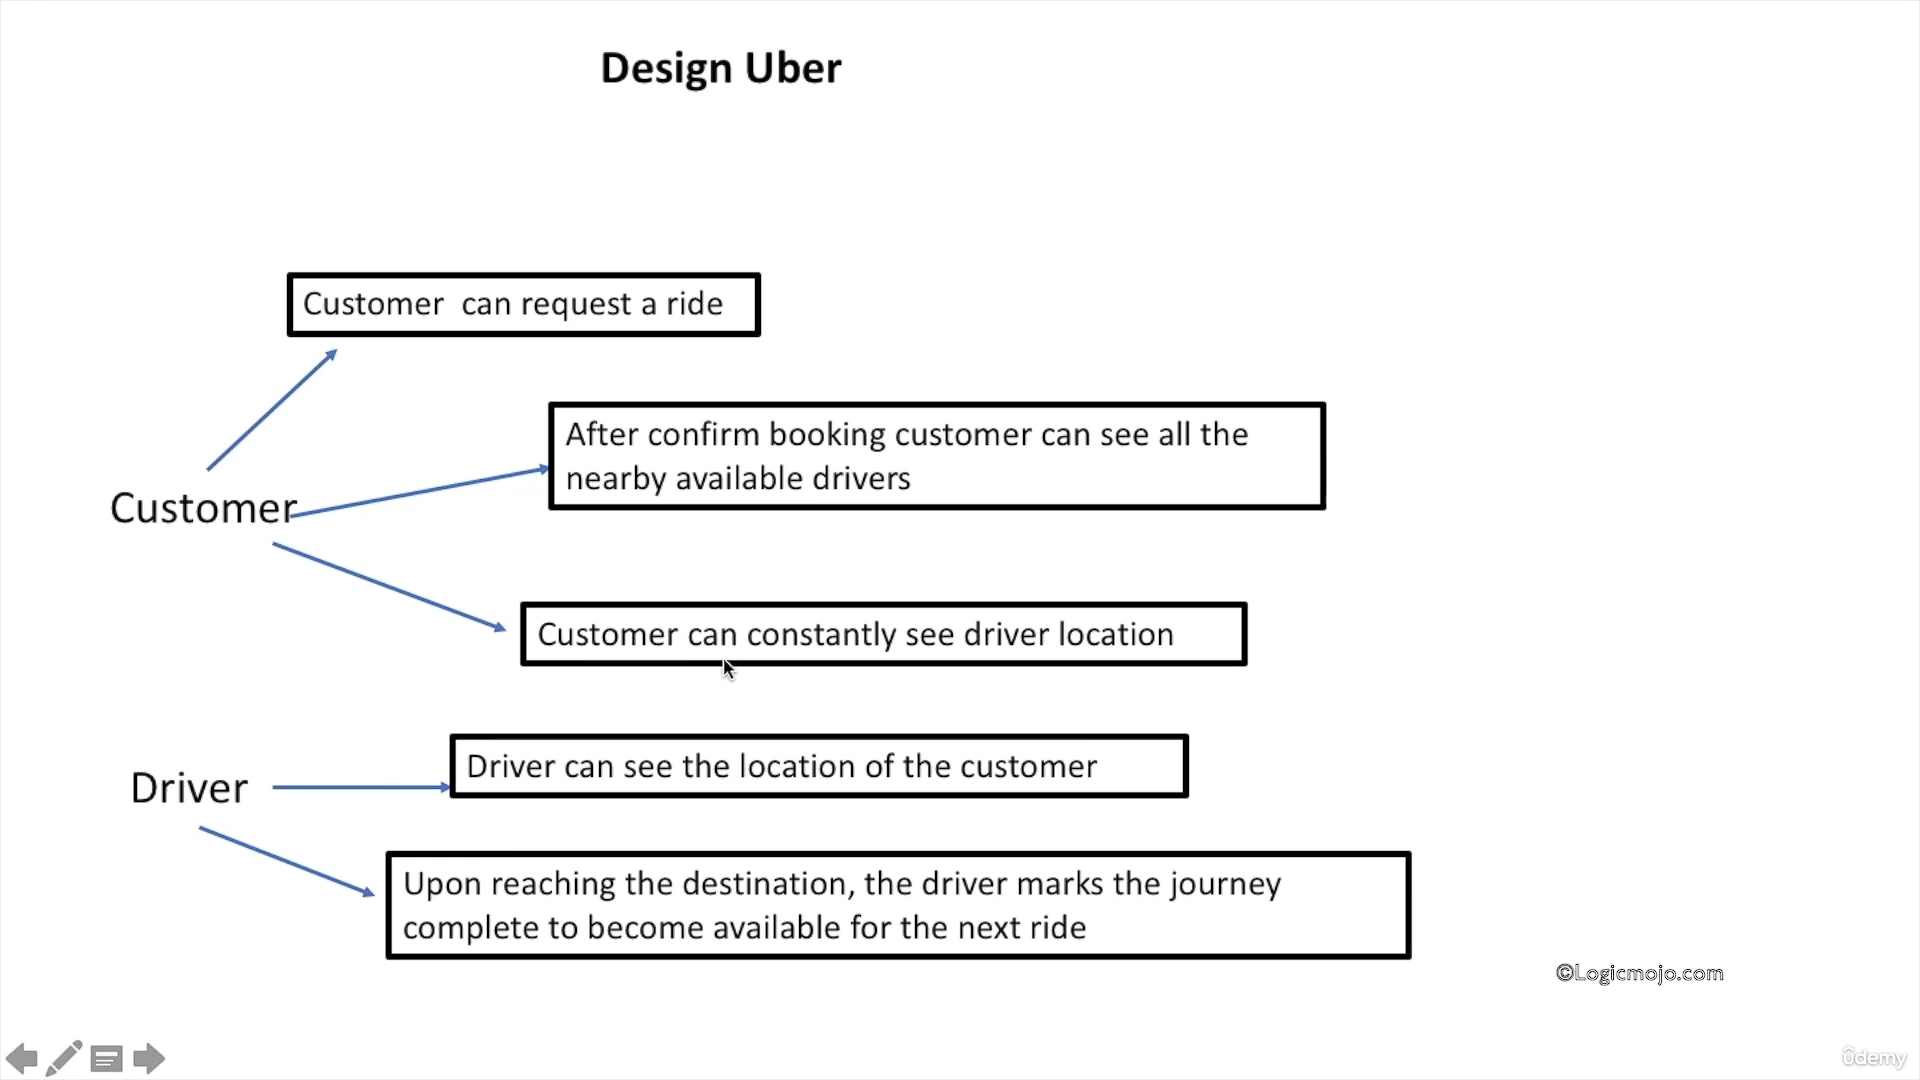 Design Uber
Customer can request a ride
After confirm booking customer can see all the
nearby available drivers
Customer
Customer can constantly see driver location
Driver can see the location of the customer
Driver
Upon reaching the destination, the driver marks the journey
complete to become available for the next ride
©Logicmojo.com
ûdemy